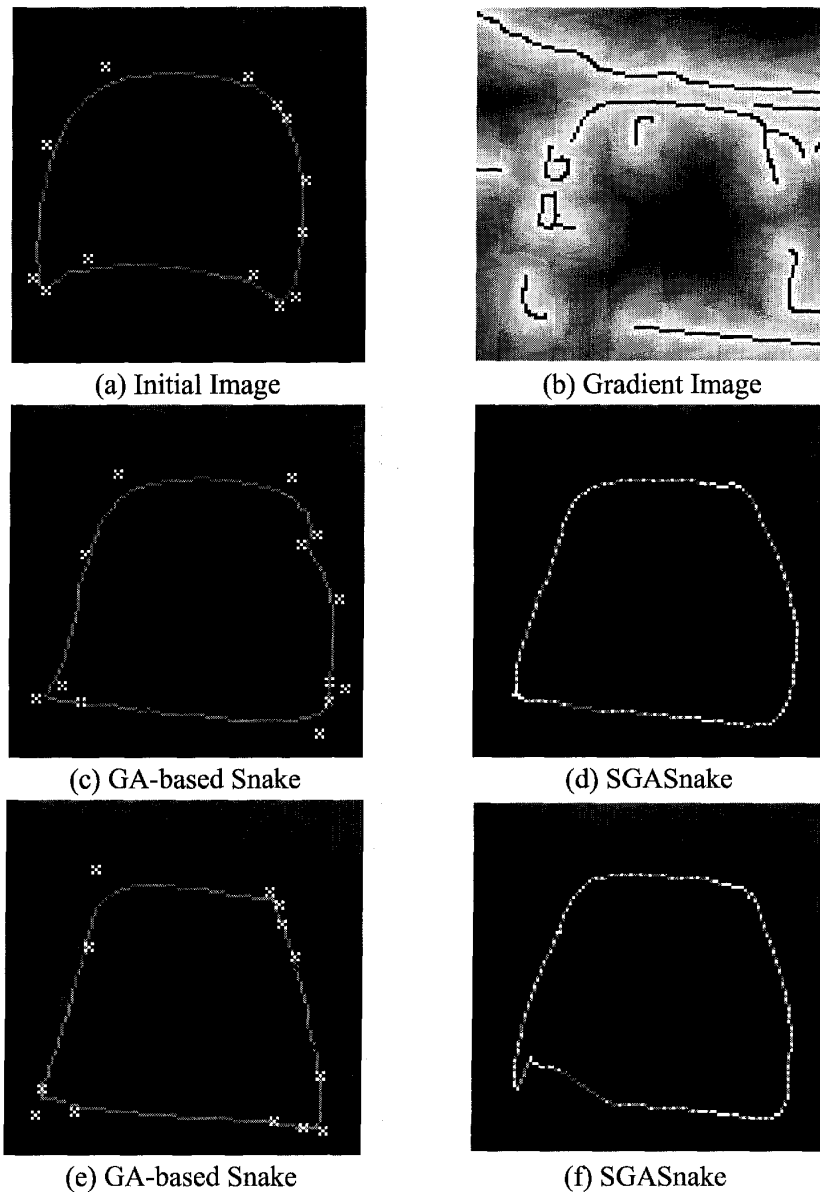 (a) Initial Image
(b) Gradient Image
(c) GA-based Snake
(d) SGASnake
(e) GA-based Snake
(f) SGASnake